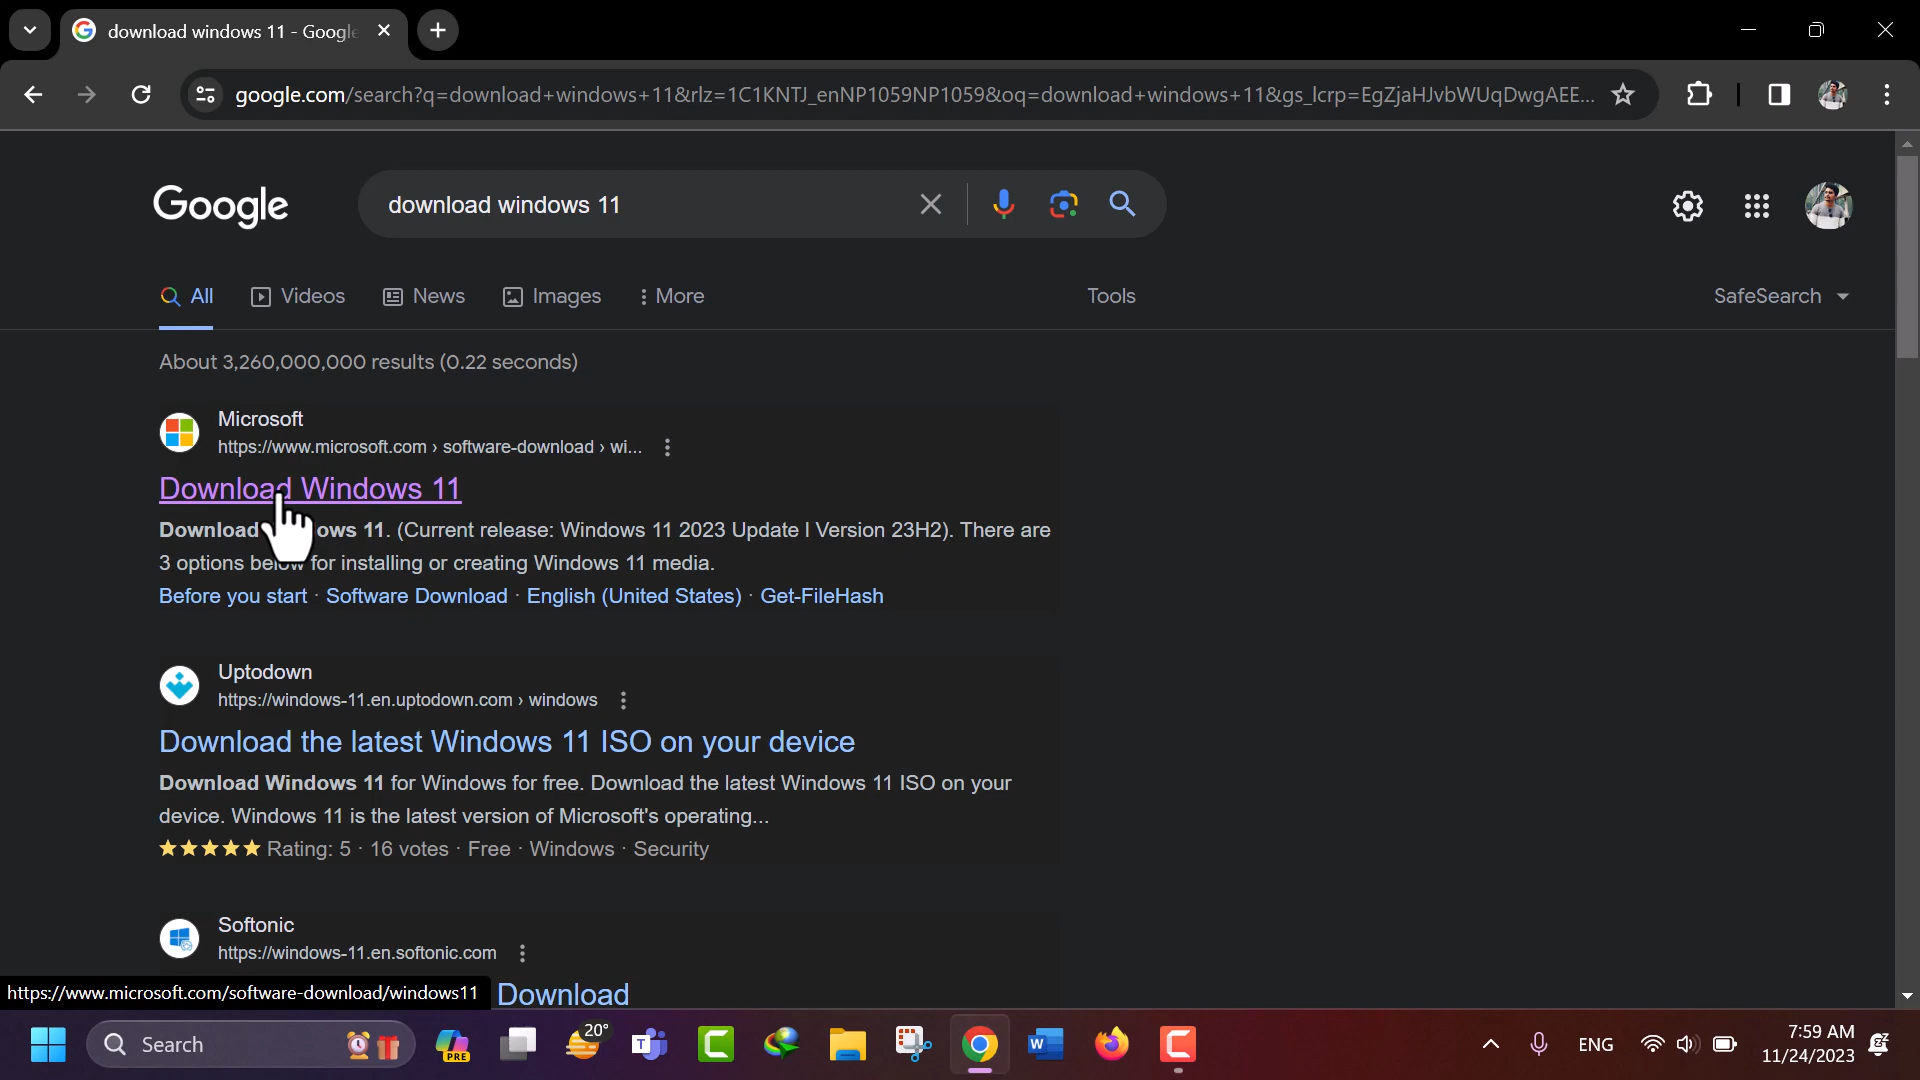 download windows 11 - Google
google.com/search?q=download+windows+11&rlz=1C1KNTJ_enNP1059NP1059&oq=download+windows+11&gs_lcrp=EgZjaHJvbWUqDwgAEE...
Google
download windows 11
All Videos News Images More Tools SafeSearch
About 3,260,000,000 results (0.22 seconds)
Microsoft
https://www.microsoft.com › software-download › wi...
Download Windows 11
Download ows 11. (Current release: Windows 11 2023 Update l Version 23H2). There are
3 options below for installing or creating Windows 11 media.
Before you start · Software Download · English (United States) · Get-FileHash
Uptodown
https://windows-11.en.uptodown.com › windows
Download the latest Windows 11 ISO on your device
Download Windows 11 for Windows for free. Download the latest Windows 11 ISO on your
device. Windows 11 is the latest version of Microsoft's operating...
Rating: 5 · 16 votes · Free · Windows · Security
Softonic
https://windows-11.en.softonic.com
https://www.microsoft.com/software-download/windows11
Download
Search
PRE
20°
ENG
7:59 AM
11/24/2023